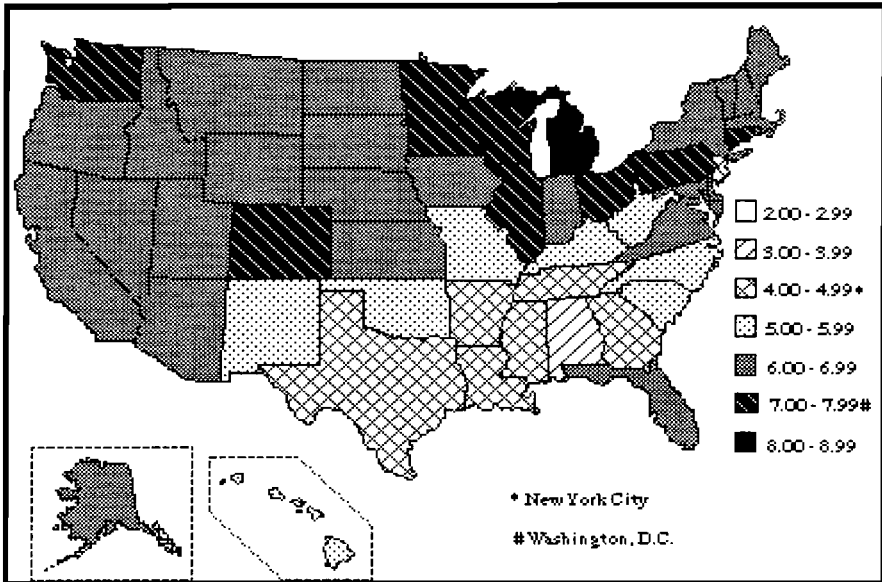 2.00 - 2.99
3.00 - 3.99
4.00 - 4.99*
5.00 - 5.99
6.00 - 6.99
7.00 - 7.99#
8.00 - 8.99
* New York City
# Washington, D.C.